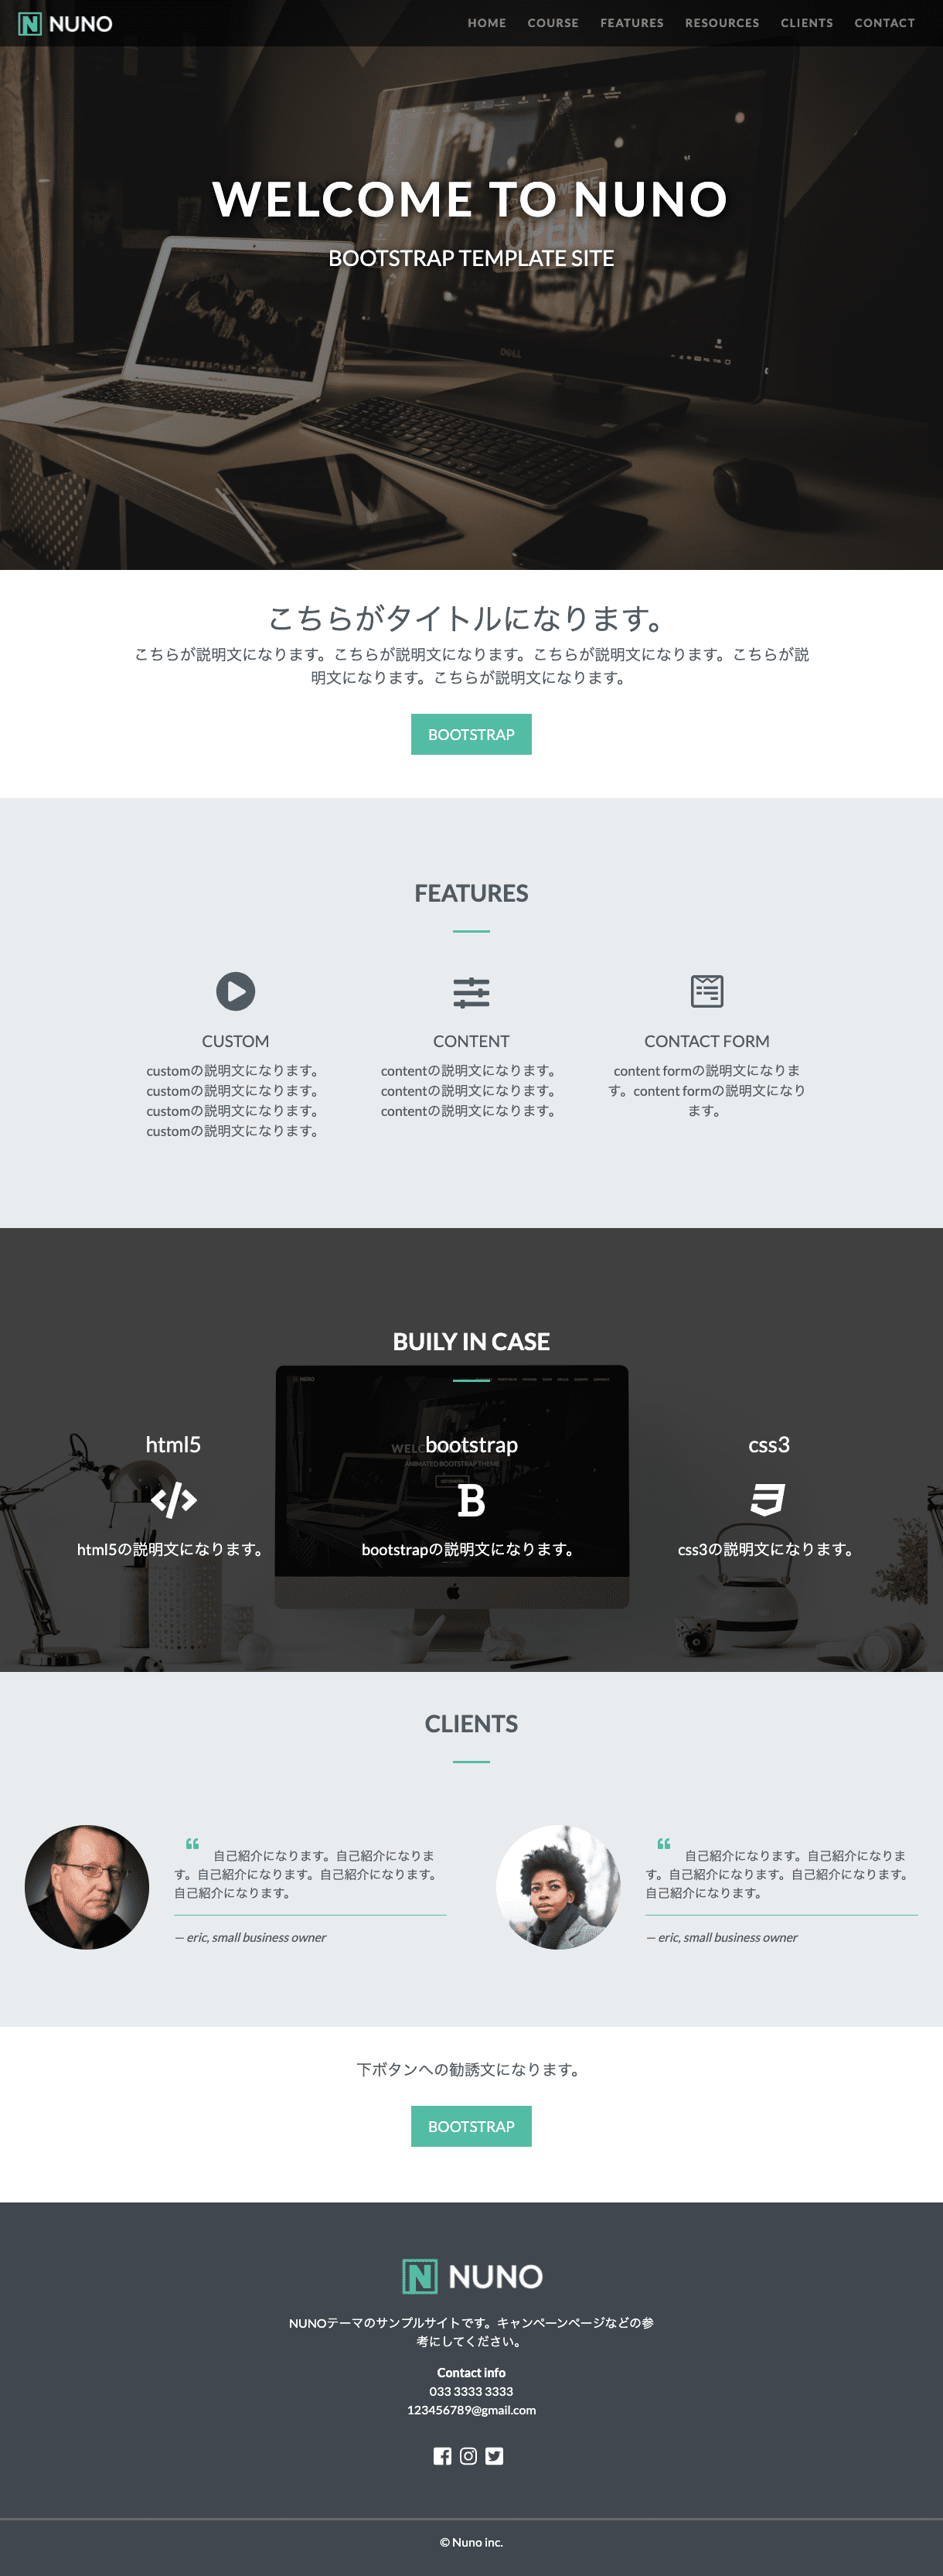 NUNO
HOME COURSE FEATURES RESOURCES CLIENTS CONTACT
WE'RE
OPEN
WELCOME TO NUNO
BOOTSTRAP TEMPLATE SITE
DELL
こちらがタイトルになります。
こちらが説明文になります。こちらが説明文になります。こちらが説明文になります。こちらが説
明文になります。こちらが説明文になります。
BOOTSTRAP
FEATURES
CUSTOM
customの説明文になります。
customの説明文になります。
customの説明文になります。
customの説明文になります。
CONTENT
contentの説明文になります。
contentの説明文になります。
contentの説明文になります。
CONTACT FORM
content formの説明文になりま
す。content formの説明文になり
ます。
BUILY IN CASE
html5
html5の説明文になります。
bootstrap
ANIMATED BOOTSTRAP THEME
B
bootstrapの説明文になります。
css3
css3の説明文になります。
CLIENTS
“ 自己紹介になります。自己紹介になりま
す。自己紹介になります。自己紹介になります。
自己紹介になります。
— eric, small business owner
“ 自己紹介になります。自己紹介になりま
す。自己紹介になります。自己紹介になります。
自己紹介になります。
— eric, small business owner
下ボタンへの勧誘文になります。
BOOTSTRAP
NUNO
NUNOテーマのサンプルサイトです。キャンペーンページなどの参
考にしてください。
Contact info
033 3333 3333
123456789@gmail.com
© Nuno inc.